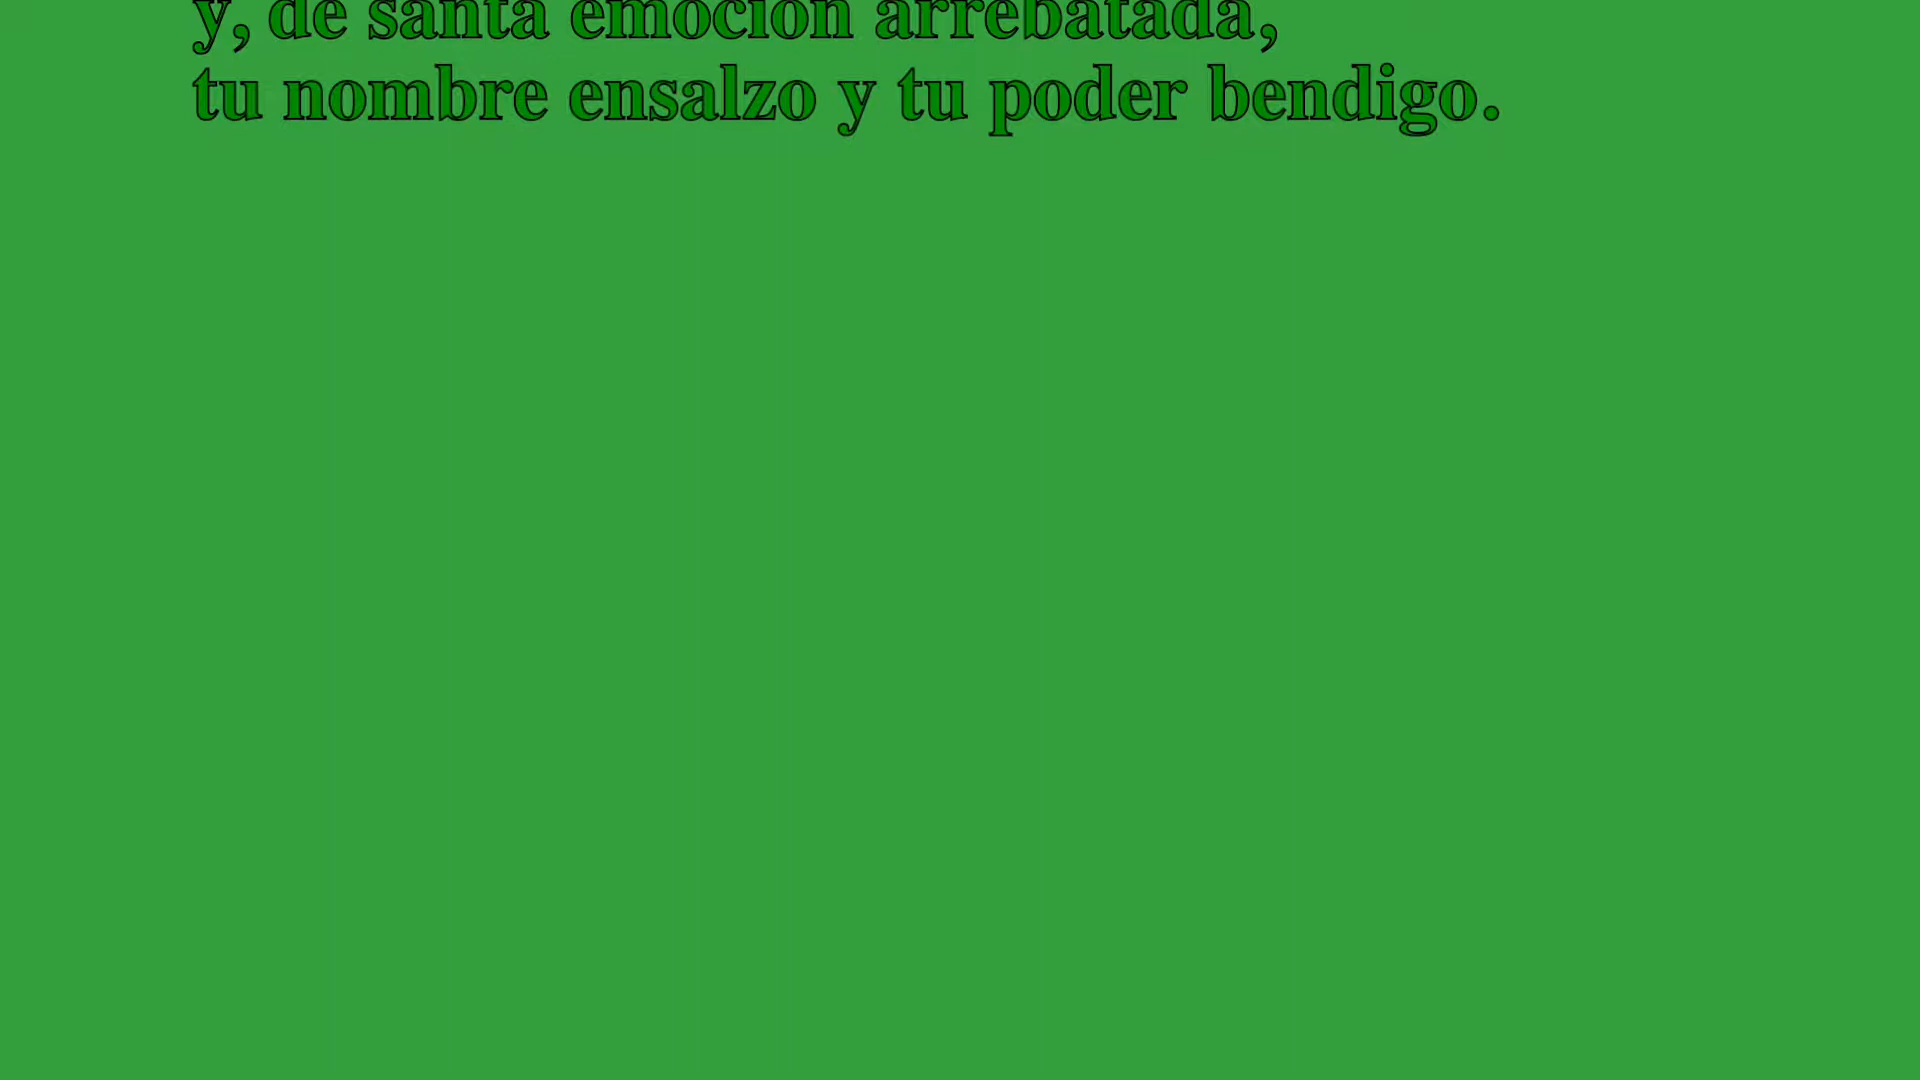 y, de santa emoción arrebatada,
tu nombre ensalzo y tu poder bendigo.